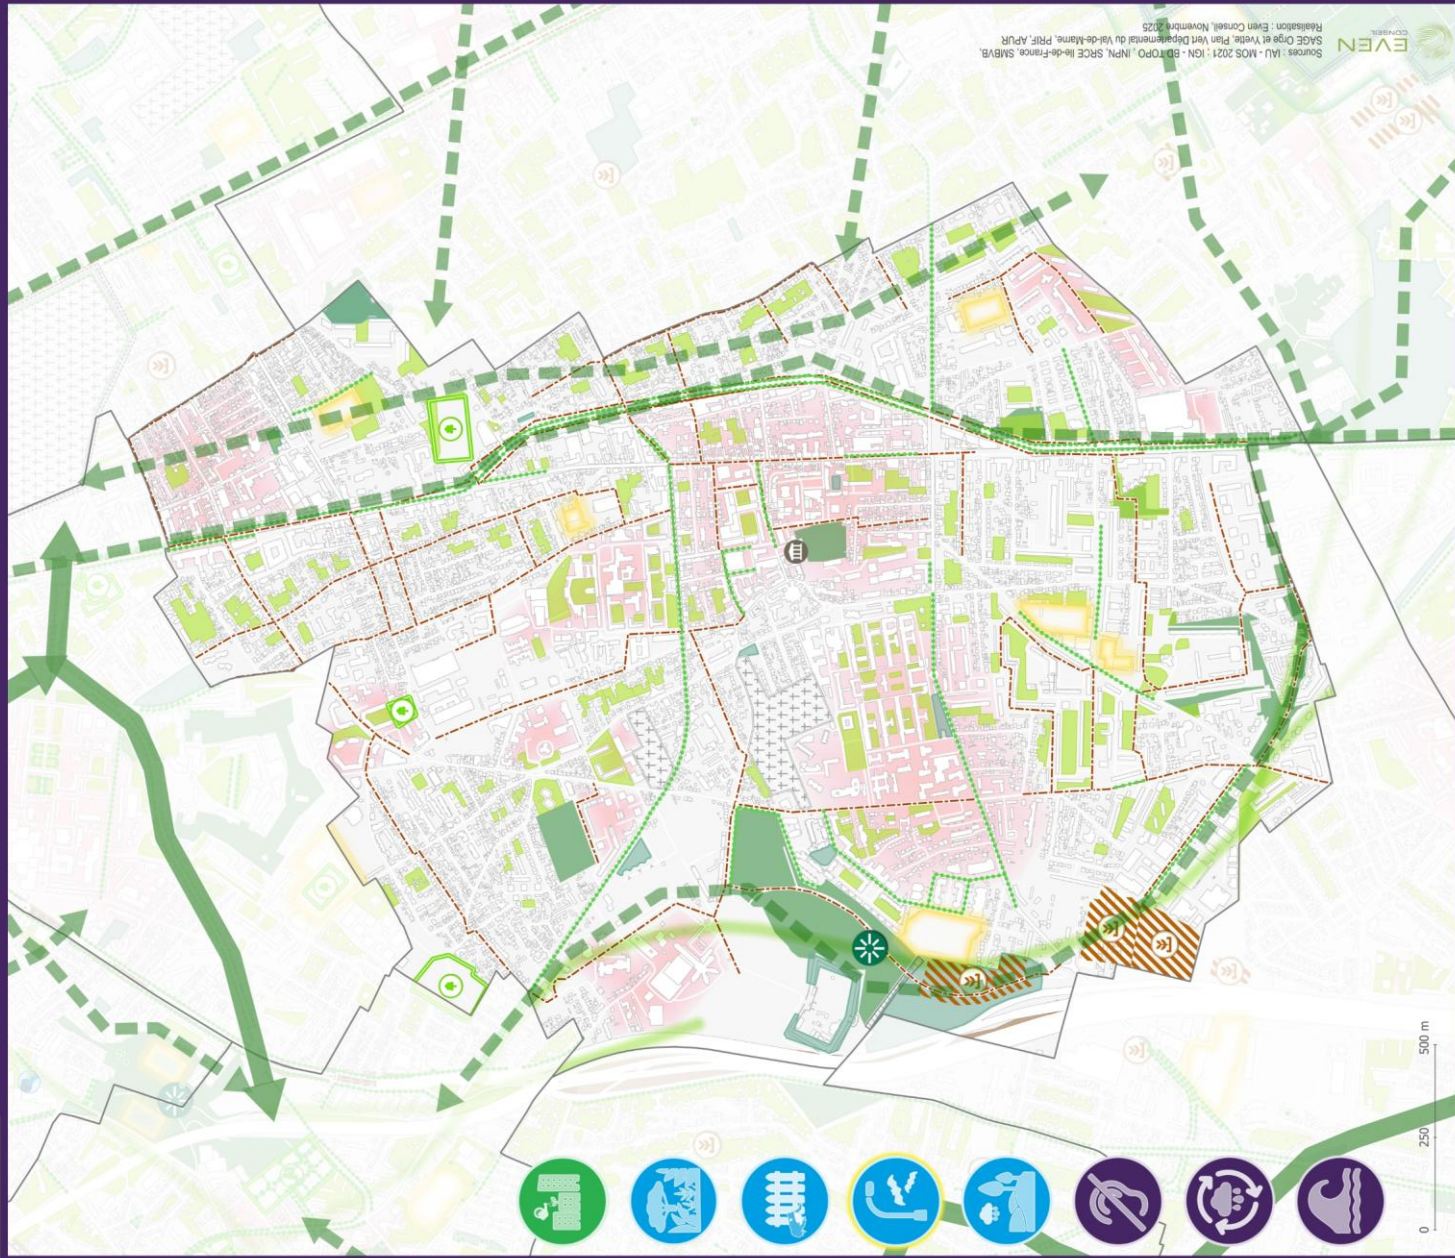 Sources : IAU - MOS 2021 ; IGN - BD TOPO , INPN, SRCE Ile-de-France, SMBVB,
SAGE Orge et Yvette, Plan Vert Départemental du Val-de-Marne, PRIF, APUR
Réalisation : Even Conseil, Novembre 2025
EVEN
CONSEIL
0 250 500 m